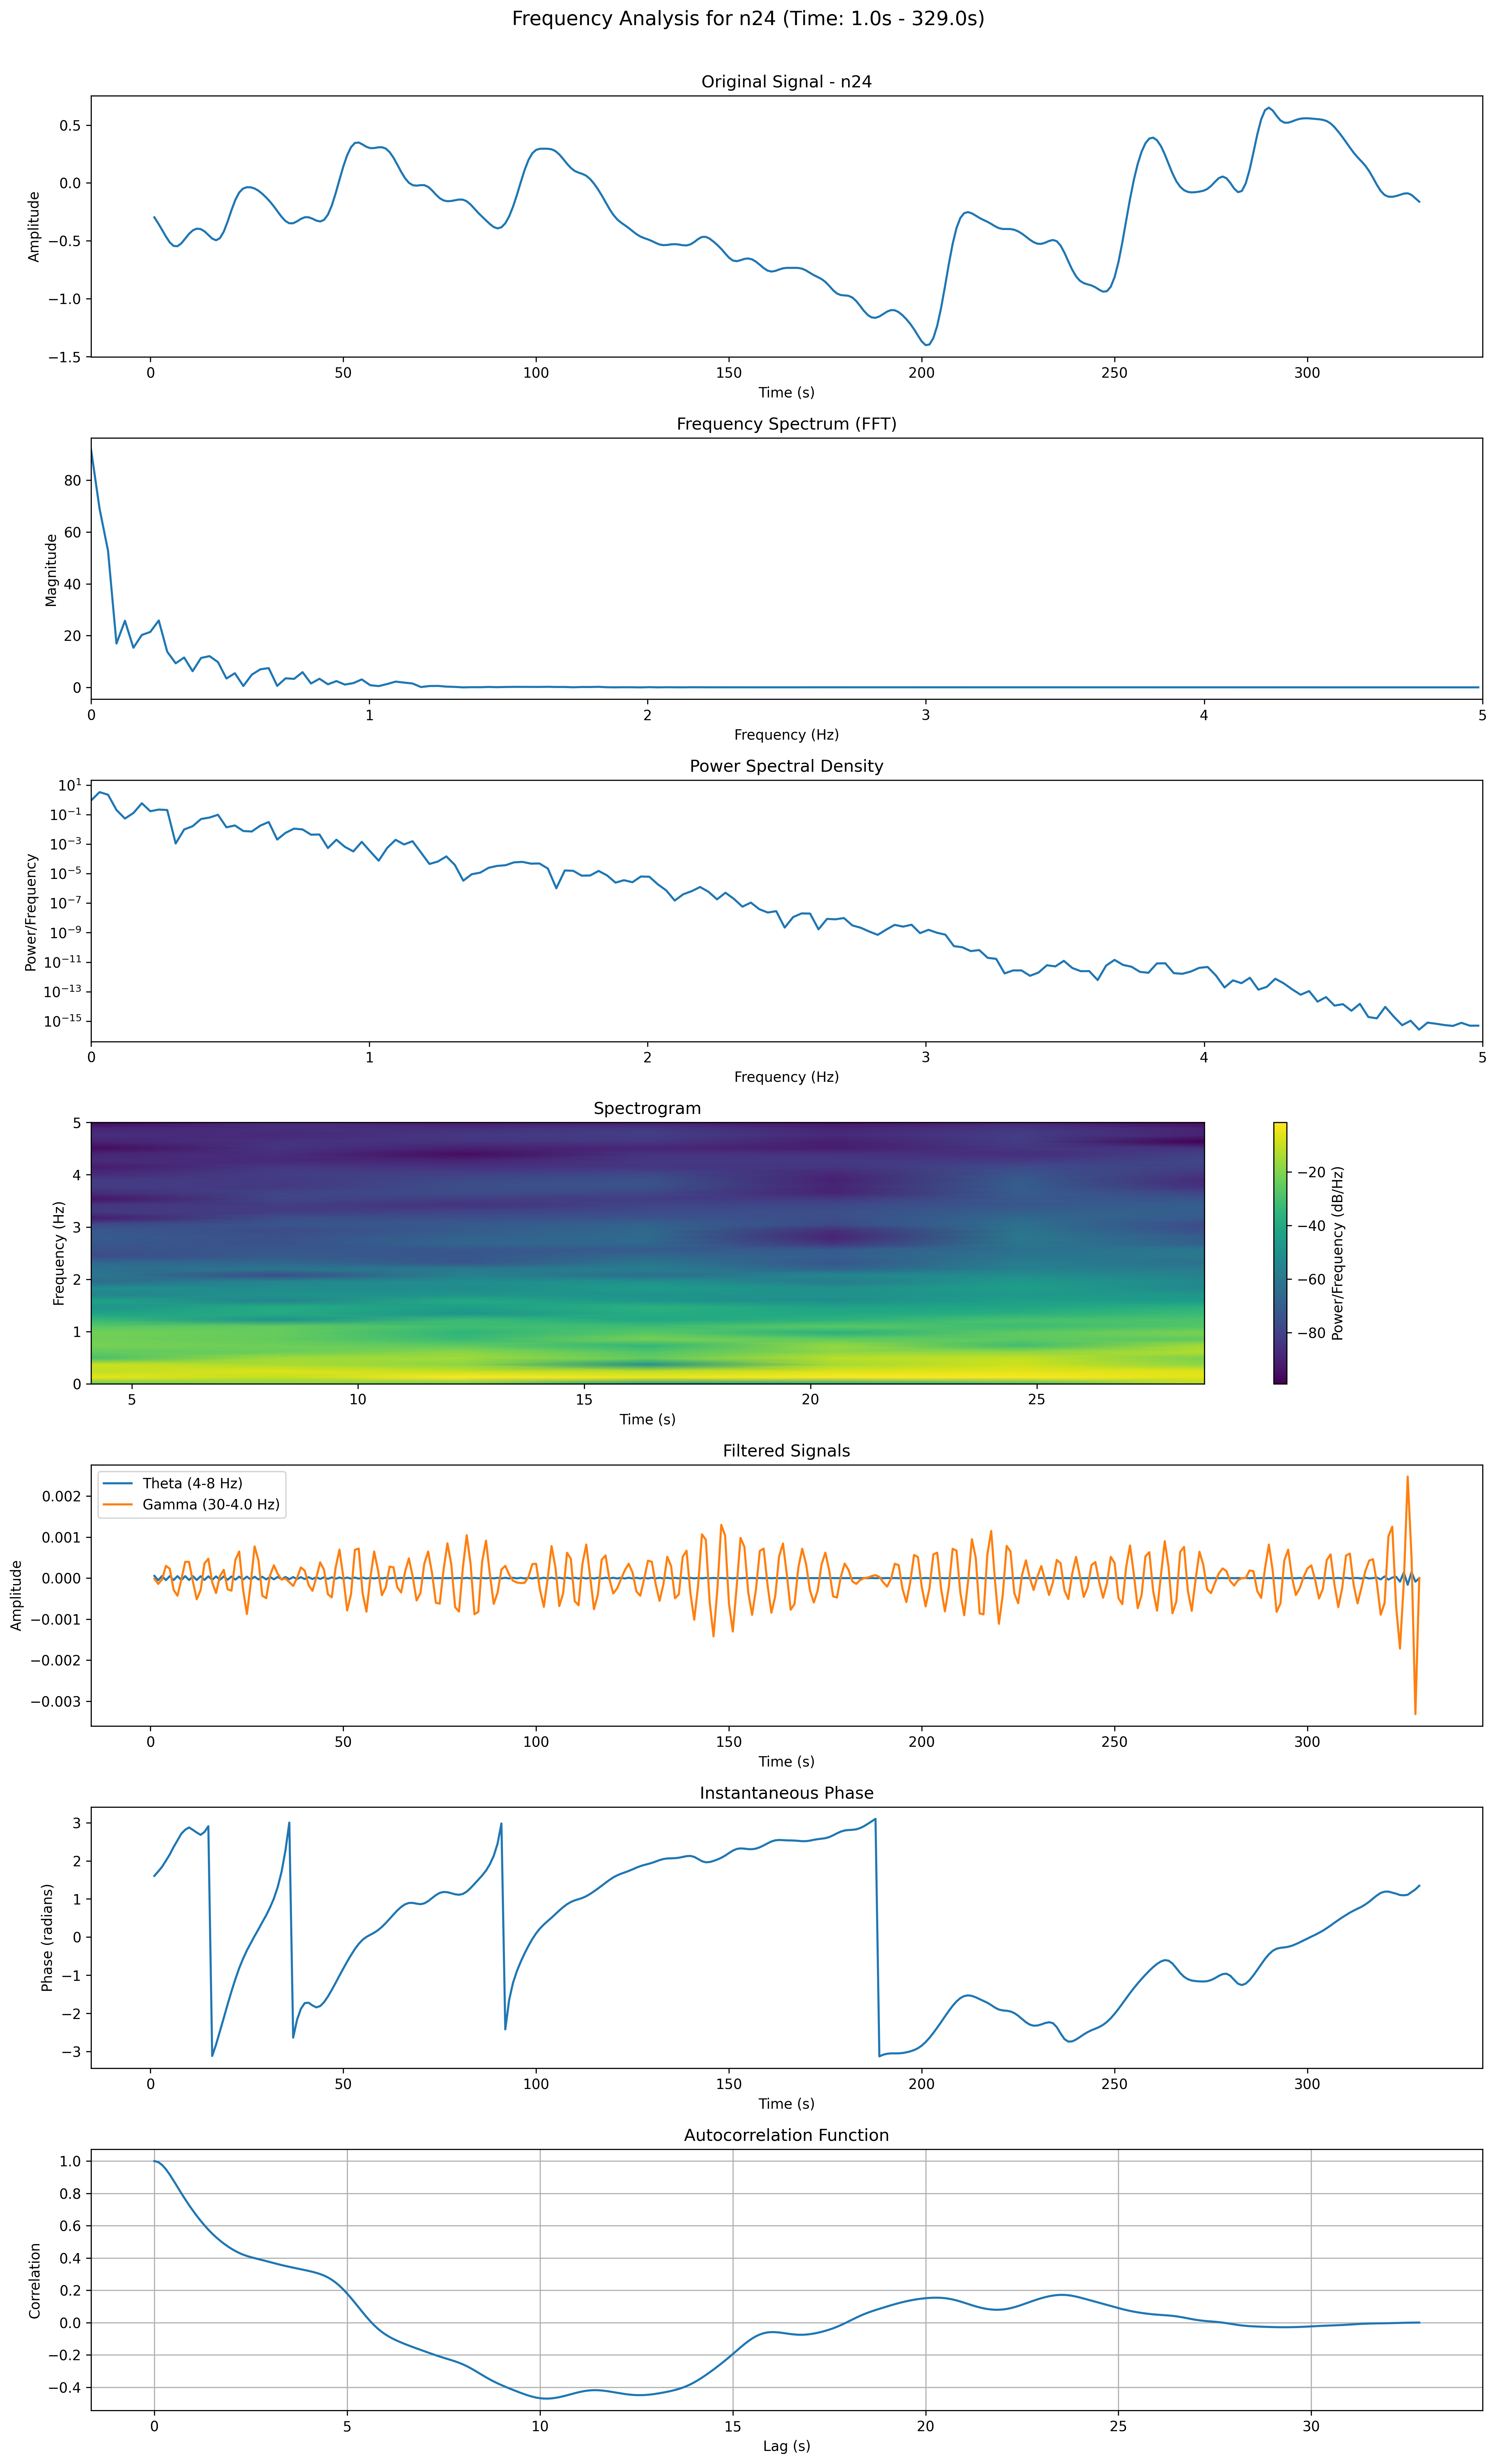 Frequency Analysis for n24 (Time: 1.0s - 329.0s)
Original Signal - n24
Amplitude
0.5
0.0
−0.5
−1.0
−1.5
0 50 100 150 200 250 300
Time (s)
Frequency Spectrum (FFT)
Magnitude
80
60
40
20
0
0 1 2 3 4 5
Frequency (Hz)
Power Spectral Density
Power/Frequency
10¹
10⁻¹
10⁻³
10⁻⁵
10⁻⁷
10⁻⁹
10⁻¹¹
10⁻¹³
10⁻¹⁵
0 1 2 3 4 5
Frequency (Hz)
Spectrogram
Frequency (Hz)
5
4
3
2
1
0
5 10 15 20 25
Time (s)
−20
−40
−60
−80
Power/Frequency (dB/Hz)
Filtered Signals
Theta (4-8 Hz)
Gamma (30-4.0 Hz)
Amplitude
0.002
0.001
0.000
−0.001
−0.002
−0.003
0 50 100 150 200 250 300
Time (s)
Instantaneous Phase
Phase (radians)
3
2
1
0
−1
−2
−3
0 50 100 150 200 250 300
Time (s)
Autocorrelation Function
Correlation
1.0
0.8
0.6
0.4
0.2
0.0
−0.2
−0.4
0 5 10 15 20 25 30
Lag (s)